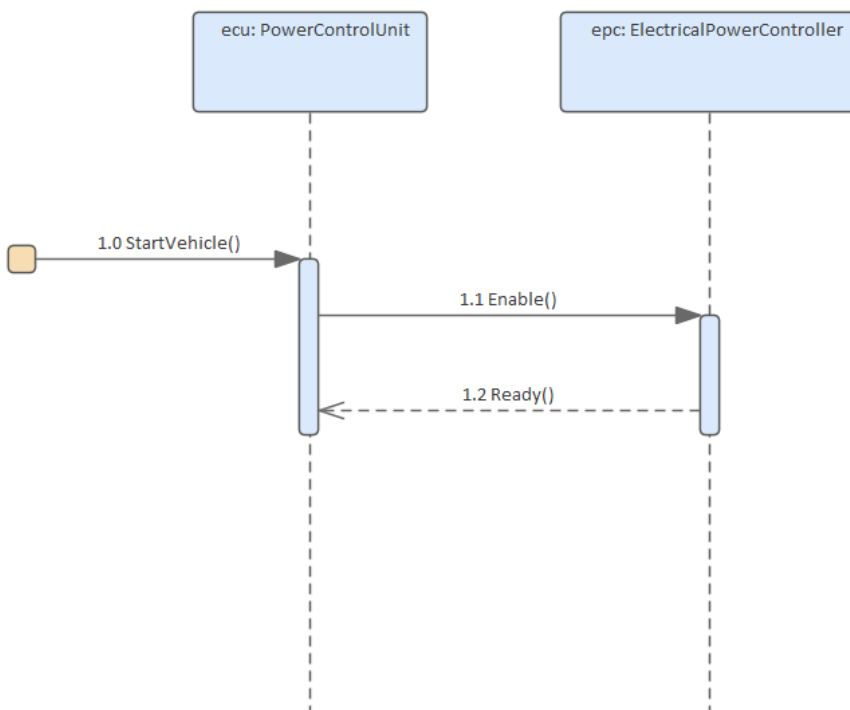 ecu: PowerControlUnit
epc: ElectricalPowerController
1.0 StartVehicle()
1.1 Enable()
1.2 Ready()